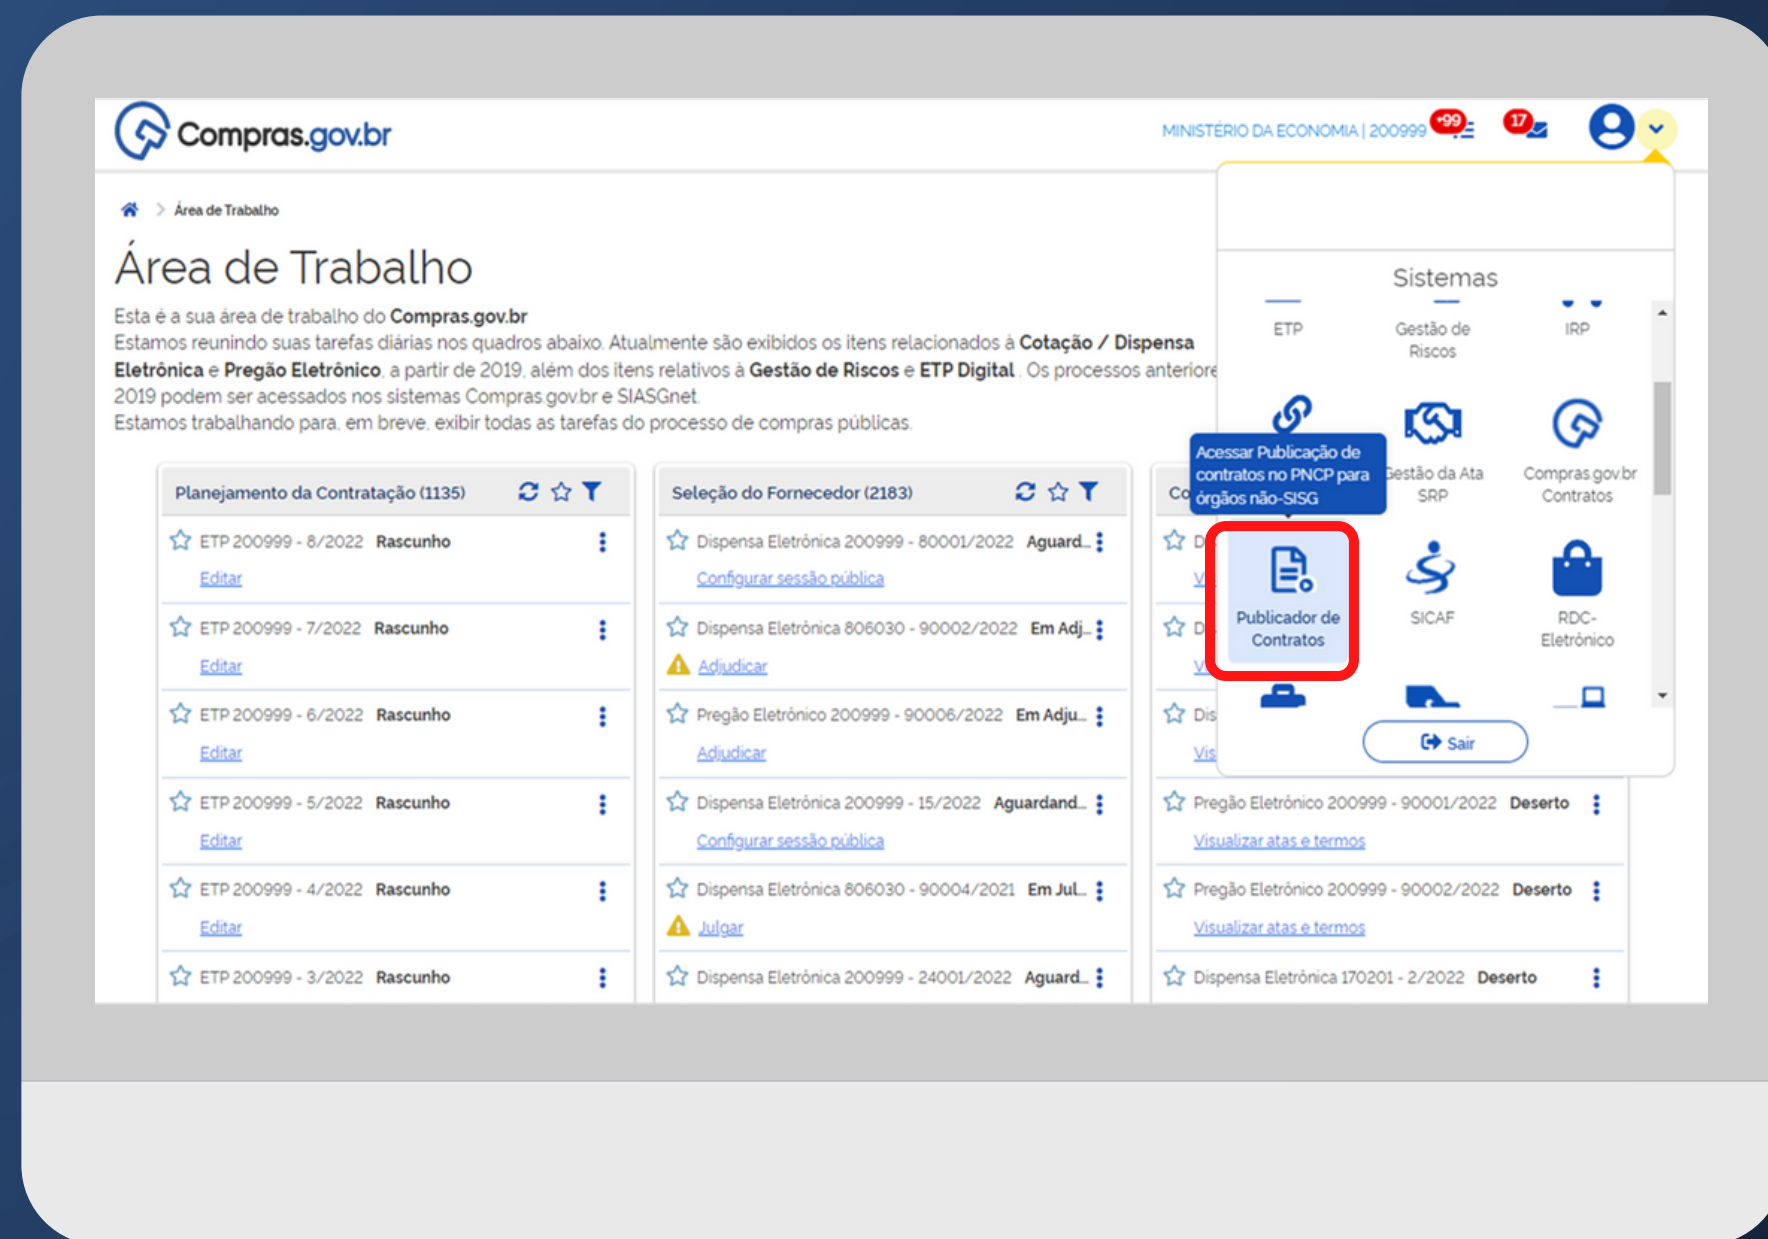 Compras.gov.br
MINISTÉRIO DA ECONOMIA | 200999
+99
17
Área de Trabalho
Área de Trabalho
Esta é a sua área de trabalho do Compras.gov.br
Estamos reunindo suas tarefas diárias nos quadros abaixo. Atualmente são exibidos os itens relacionados à Cotação / Dispensa
Eletrônica e Pregão Eletrônico, a partir de 2019, além dos itens relativos à Gestão de Riscos e ETP Digital . Os processos anteriore
2019 podem ser acessados nos sistemas Compras.gov.br e SIASGnet.
Estamos trabalhando para, em breve, exibir todas as tarefas do processo de compras públicas.
Planejamento da Contratação (1135)
ETP 200999 - 8/2022 Rascunho
Editar
ETP 200999 - 7/2022 Rascunho
Editar
ETP 200999 - 6/2022 Rascunho
Editar
ETP 200999 - 5/2022 Rascunho
Editar
ETP 200999 - 4/2022 Rascunho
Editar
ETP 200999 - 3/2022 Rascunho
Seleção do Fornecedor (2183)
Dispensa Eletrônica 200999 - 80001/2022 Aguard...
Configurar sessão pública
Dispensa Eletrônica 806030 - 90002/2022 Em Adj...
Adjudicar
Pregão Eletrônico 200999 - 90006/2022 Em Adju...
Adjudicar
Dispensa Eletrônica 200999 - 15/2022 Aguardand...
Configurar sessão pública
Dispensa Eletrônica 806030 - 90004/2021 Em Jul...
Julgar
Dispensa Eletrônica 200999 - 24001/2022 Aguard...
Co
D
Vi
D
V
Dis
Vis
Pregão Eletrônico 200999 - 90001/2022 Deserto
Visualizar atas e termos
Pregão Eletrônico 200999 - 90002/2022 Deserto
Visualizar atas e termos
Dispensa Eletrônica 170201 - 2/2022 Deserto
Sistemas
ETP
Gestão de
Riscos
IRP
Acessar Publicação de
contratos no PNCP para
órgãos não-SISG
Gestão da Ata
SRP
Compras.gov.br
Contratos
Publicador de
Contratos
SICAF
RDC-
Eletrônico
Sair